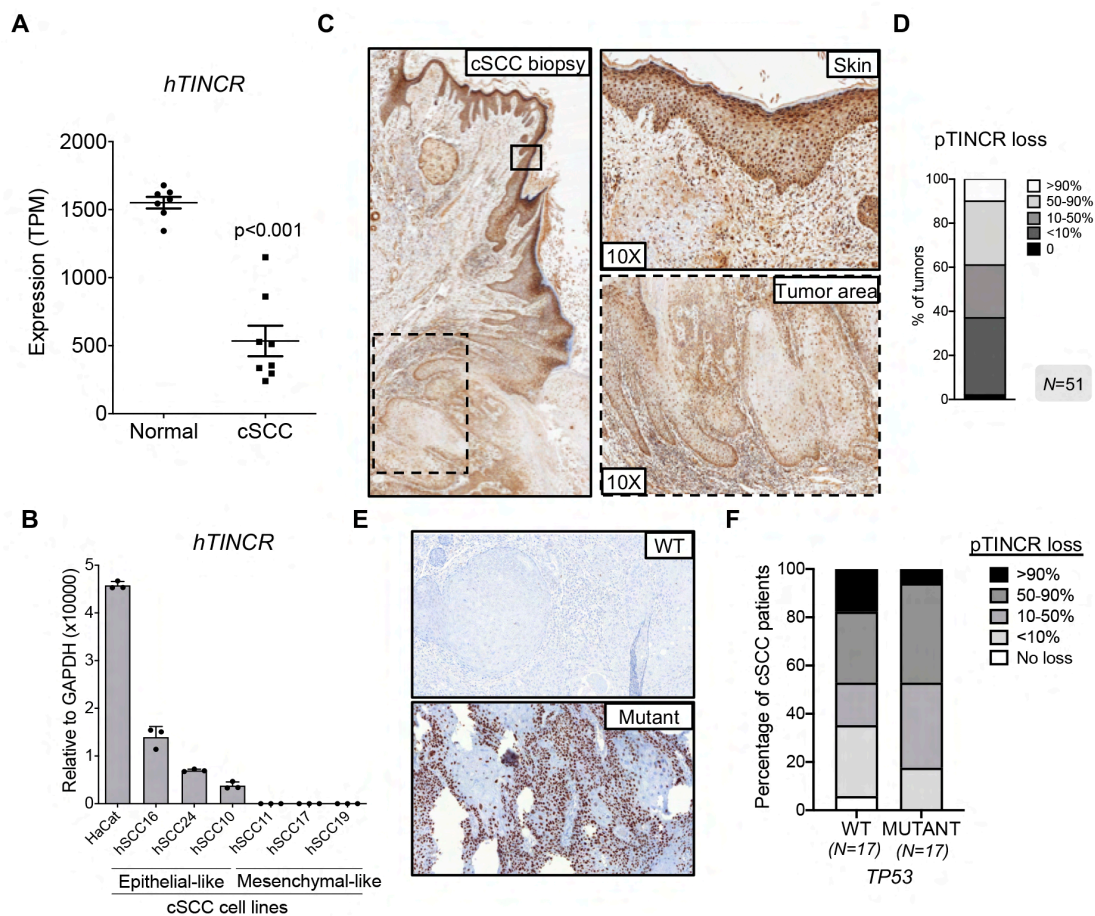 A
hTINCR
Expression (TPM)
2000
1500
1000
500
0
p<0.001
Normal
cSCC
C
cSCC biopsy
Skin
10X
Tumor area
10X
D
pTINCR loss
% of tumors
100
80
60
40
20
0
>90%
50-90%
10-50%
<10%
0
N=51
B
hTINCR
Relative to GAPDH (x10000)
5
4
3
2
1
0
HaCat
hSCC16
hSCC24
hSCC10
hSCC11
hSCC17
hSCC19
Epithelial-like
Mesenchymal-like
cSCC cell lines
E
WT
Mutant
F
pTINCR loss
>90%
50-90%
10-50%
<10%
No loss
Percentage of cSCC patients
100
80
60
40
20
0
WT
MUTANT
(N=17)
(N=17)
TP53